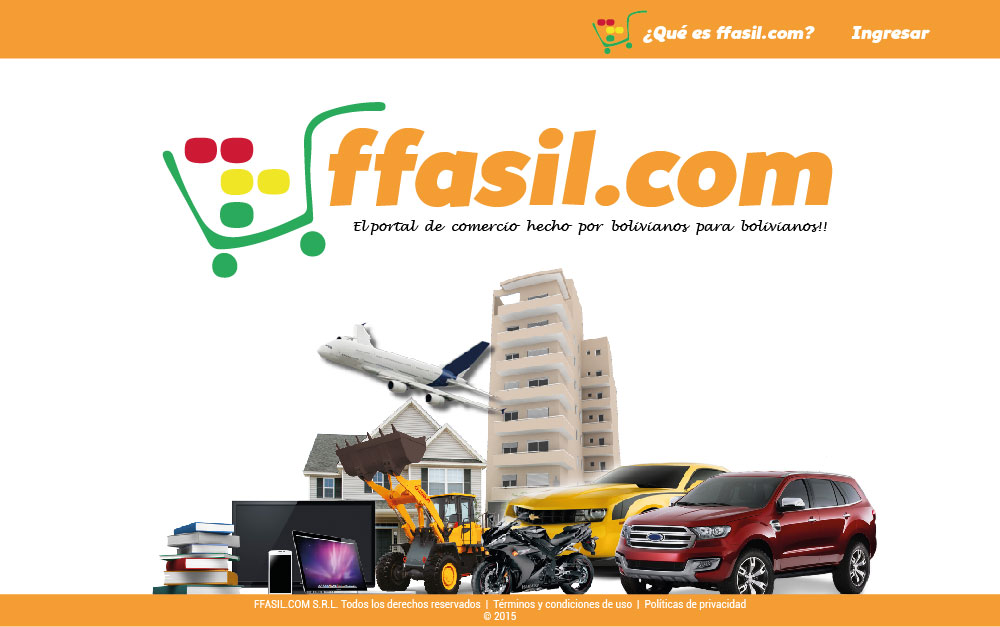 ¿Qué es ffasil.com? Ingresar
ffasil.com
El portal de comercio hecho por bolivianos para bolivianos!!
FFASIL.COM S.R.L. Todos los derechos reservados | Términos y condiciones de uso | Políticas de privacidad
© 2015